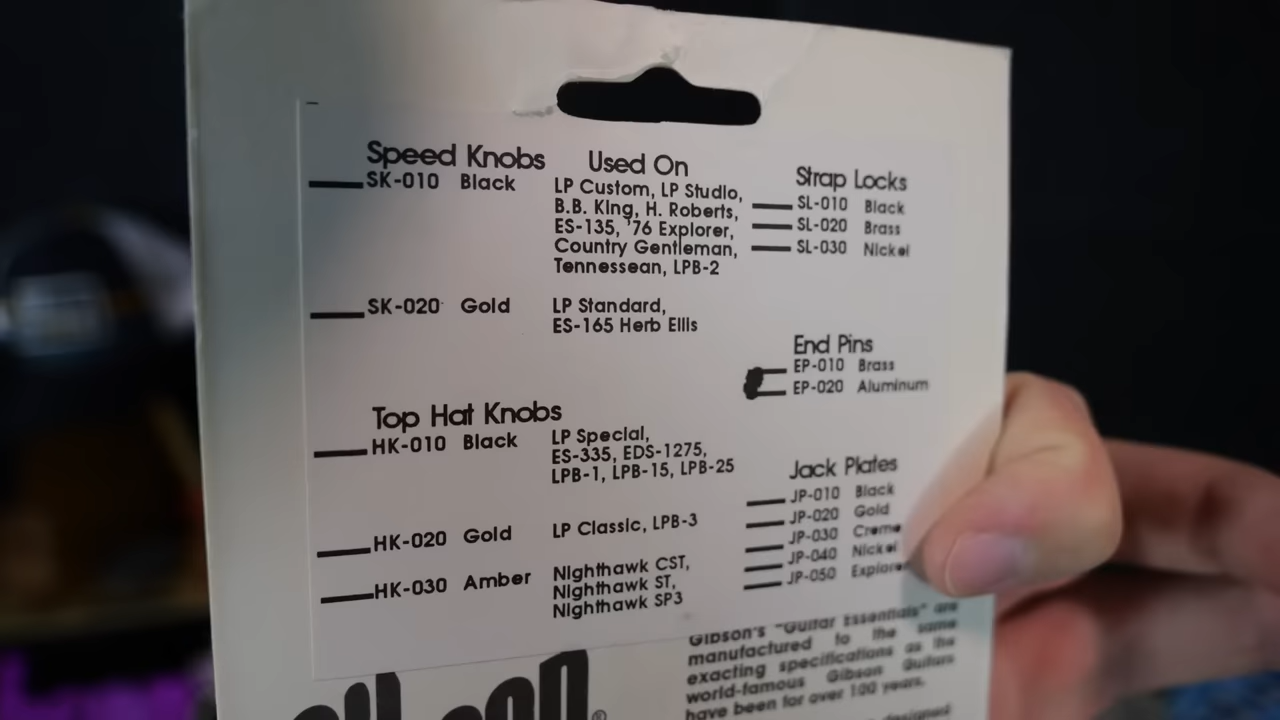 Speed Knobs Used On
SK-010 Black LP Custom, LP Studio,
B.B. King, H. Roberts,
ES-135, '76 Explorer,
Country Gentleman,
Tennessean, LPB-2
SK-020 Gold LP Standard,
ES-165 Herb Ellis
Top Hat Knobs
HK-010 Black LP Special,
ES-335, EDS-1275,
LPB-1, LPB-15, LPB-25
HK-020 Gold LP Classic, LPB-3
HK-030 Amber Nighthawk CST,
Nighthawk ST,
Nighthawk SP3
Strap Locks
SL-010 Black
SL-020 Brass
SL-030 Nickel
End Pins
EP-010 Brass
EP-020 Aluminum
Jack Plates
JP-010 Black
JP-020 Gold
JP-030 Creme
JP-040 Nickel
JP-050 Explorer
Gibson's "Guitar Essentials" are
manufactured to the same
exacting specifications as the
world-famous Gibson Guitars
have been for over 100 years.
designed